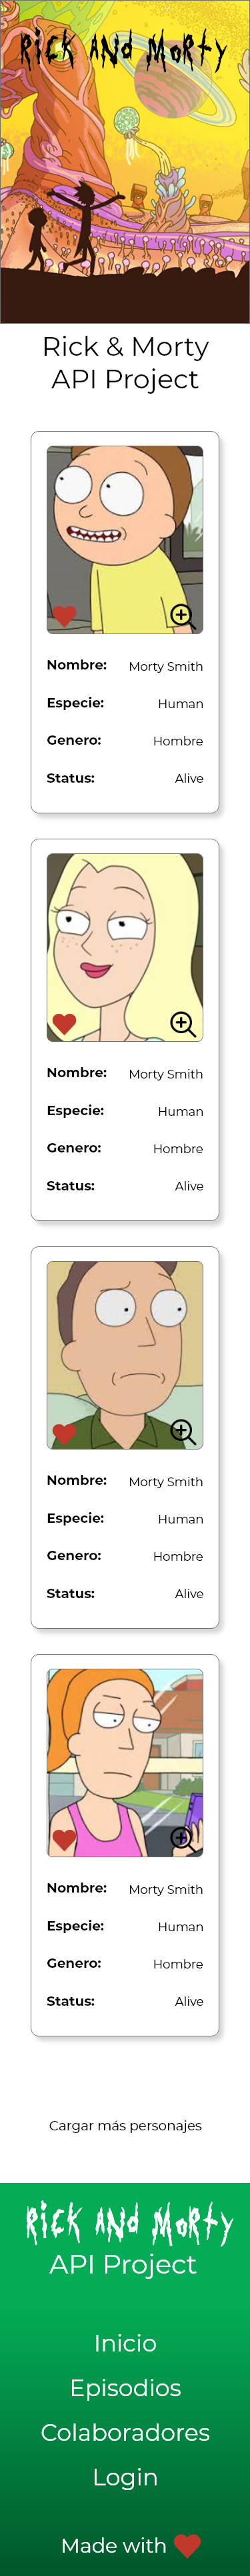 Rick and Morty
Rick & Morty
API Project
Nombre: Morty Smith
Especie: Human
Genero: Hombre
Status: Alive
Nombre: Morty Smith
Especie: Human
Genero: Hombre
Status: Alive
Nombre: Morty Smith
Especie: Human
Genero: Hombre
Status: Alive
Nombre: Morty Smith
Especie: Human
Genero: Hombre
Status: Alive
Cargar más personajes
Rick and Morty
API Project
Inicio
Episodios
Colaboradores
Login
Made with